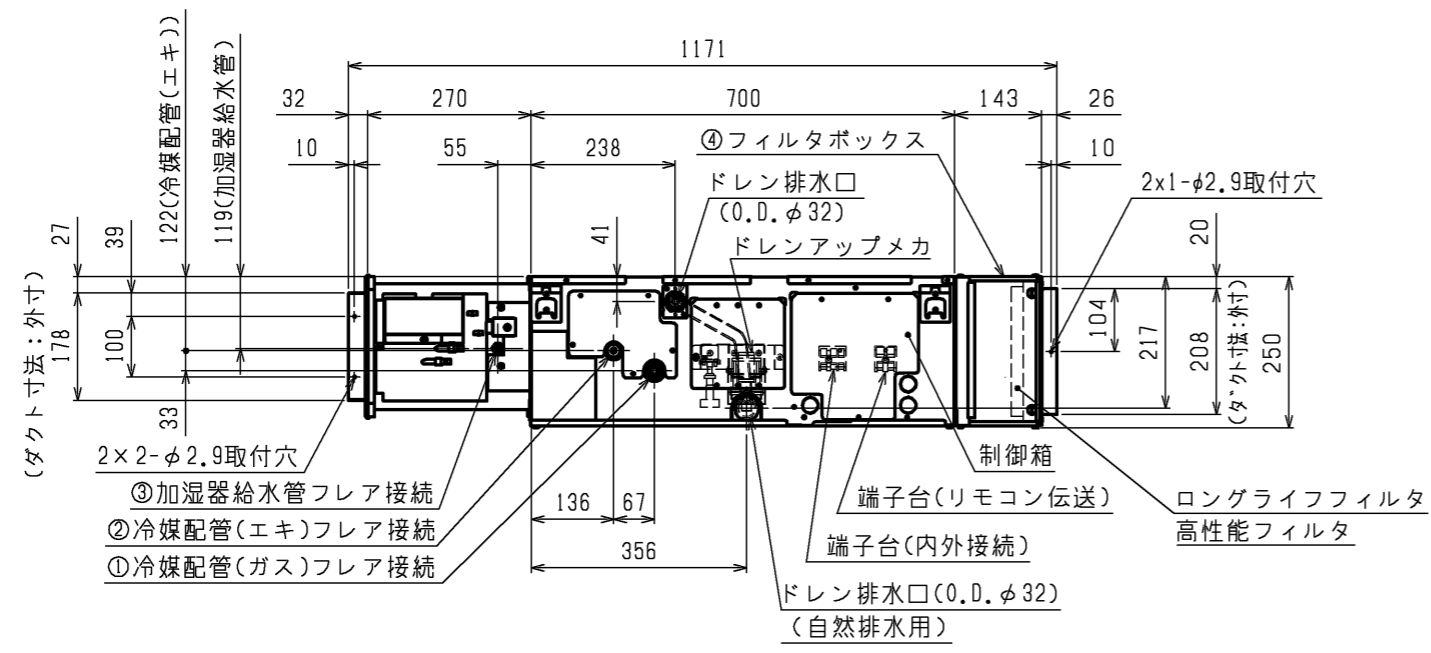 1171
32
270
700
143
26
10
55
238
④フィルタボックス
10
ドレン排水口
(O.D.φ32)
2x1-φ2.9取付穴
ドレンアップメカ
122(冷媒配管(エキ))
119(加湿器給水管)
27
39
41
20
(ダクト寸法:外寸)
178
100
33
104
217
208
(ダクト寸法:外寸)
250
2×2-φ2.9取付穴
③加湿器給水管フレア接続
②冷媒配管(エキ)フレア接続
①冷媒配管(ガス)フレア接続
136
67
356
制御箱
端子台(リモコン伝送)
端子台(内外接続)
ロングライフフィルタ
高性能フィルタ
ドレン排水口(O.D.φ32)
(自然排水用)